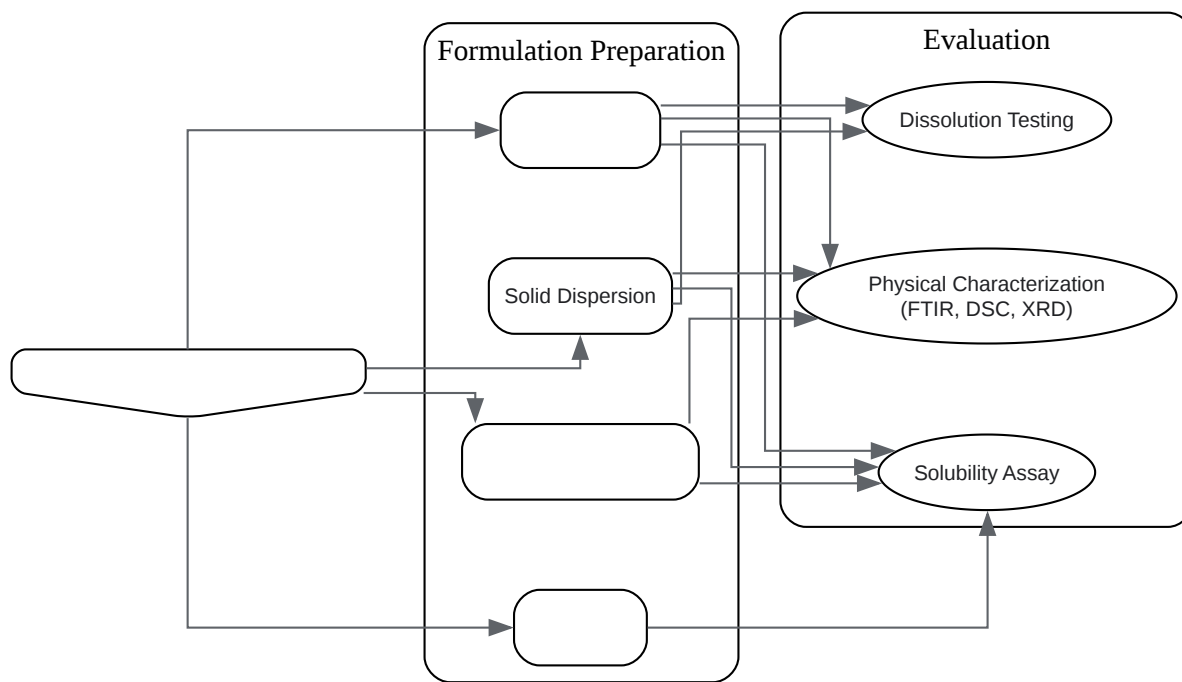 Formulation Preparation
Evaluation
Dissolution Testing
Solid Dispersion
Physical Characterization
(FTIR, DSC, XRD)
Solubility Assay